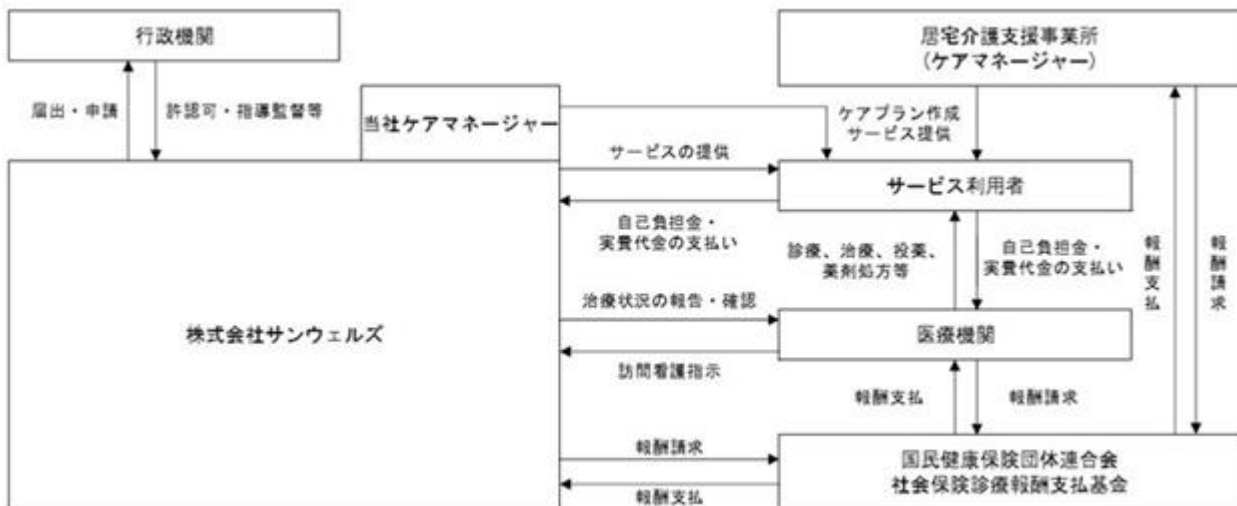 行政機関
居宅介護支援事業所
(ケアマネージャー)
届出・申請
許認可・指導監督等
当社ケアマネージャー
ケアプラン作成
サービス提供
サービスの提供
サービス利用者
自己負担金・
実費代金の支払い
診療、治療、投薬、
薬剤処方等
自己負担金・
実費代金の支払い
報酬支払
報酬請求
治療状況の報告・確認
株式会社サンウェルズ
医療機関
訪問看護指示
報酬支払
報酬請求
報酬請求
国民健康保険団体連合会
社会保険診療報酬支払基金
報酬支払